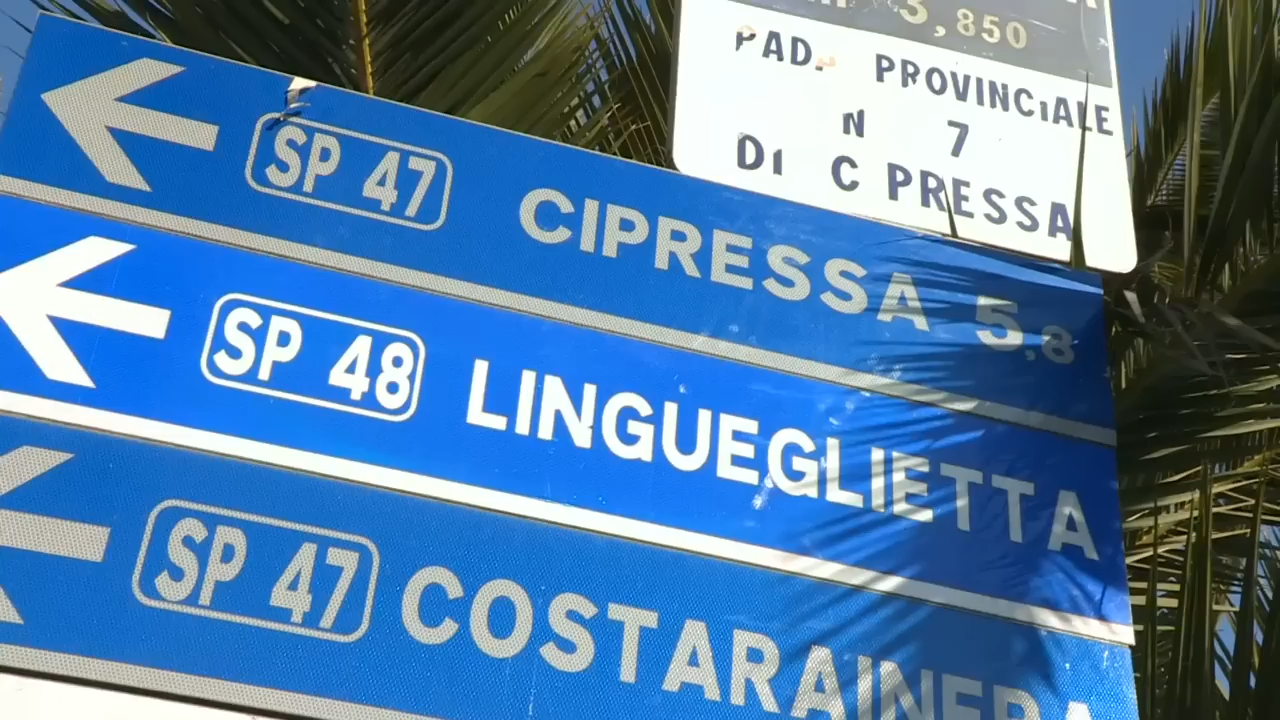 3,850
PAD. PROVINCIALE
N 7
DI C PRESSA
SP 47 CIPRESSA 5,8
SP 48 LINGUEGLIETTA
SP 47 COSTARAINERA